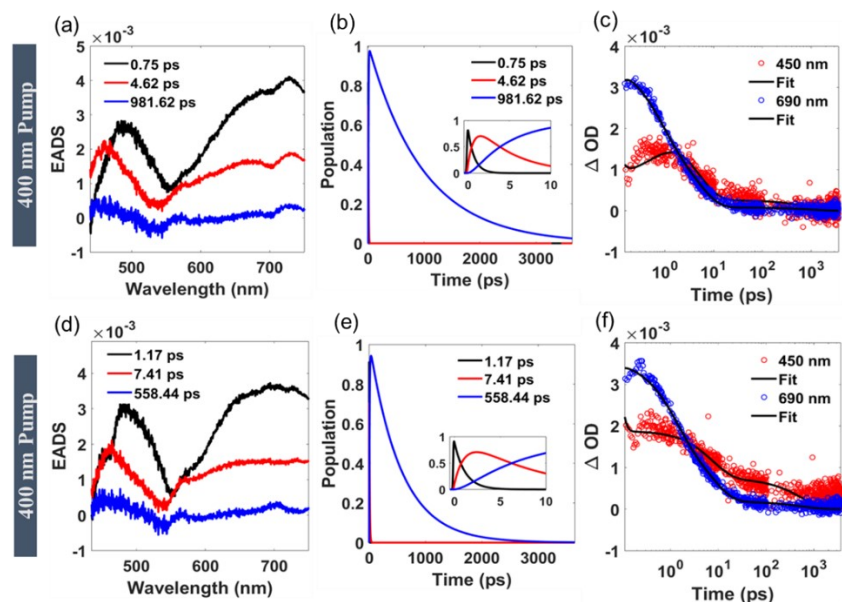 400 nm Pump
(a)
×10⁻³
5
4
3
2
1
0
-1
EADS
0.75 ps
4.62 ps
981.62 ps
500 600 700
Wavelength (nm)
(b)
1
0.8
0.6
0.4
0.2
0
Population
0.75 ps
4.62 ps
981.62 ps
1
0.5
0
0 5 10
0 1000 2000 3000
Time (ps)
(c)
×10⁻³
4
3
2
1
0
-1
Δ OD
450 nm
Fit
690 nm
Fit
10⁰ 10¹ 10² 10³
Time (ps)
400 nm Pump
(d)
×10⁻³
4
3
2
1
0
-1
EADS
1.17 ps
7.41 ps
558.44 ps
500 600 700
Wavelength (nm)
(e)
1
0.8
0.6
0.4
0.2
0
Population
1.17 ps
7.41 ps
558.44 ps
1
0.5
0
0 5 10
0 1000 2000 3000
Time (ps)
(f)
×10⁻³
4
3
2
1
0
-1
Δ OD
450 nm
Fit
690 nm
Fit
10⁰ 10¹ 10² 10³
Time (ps)